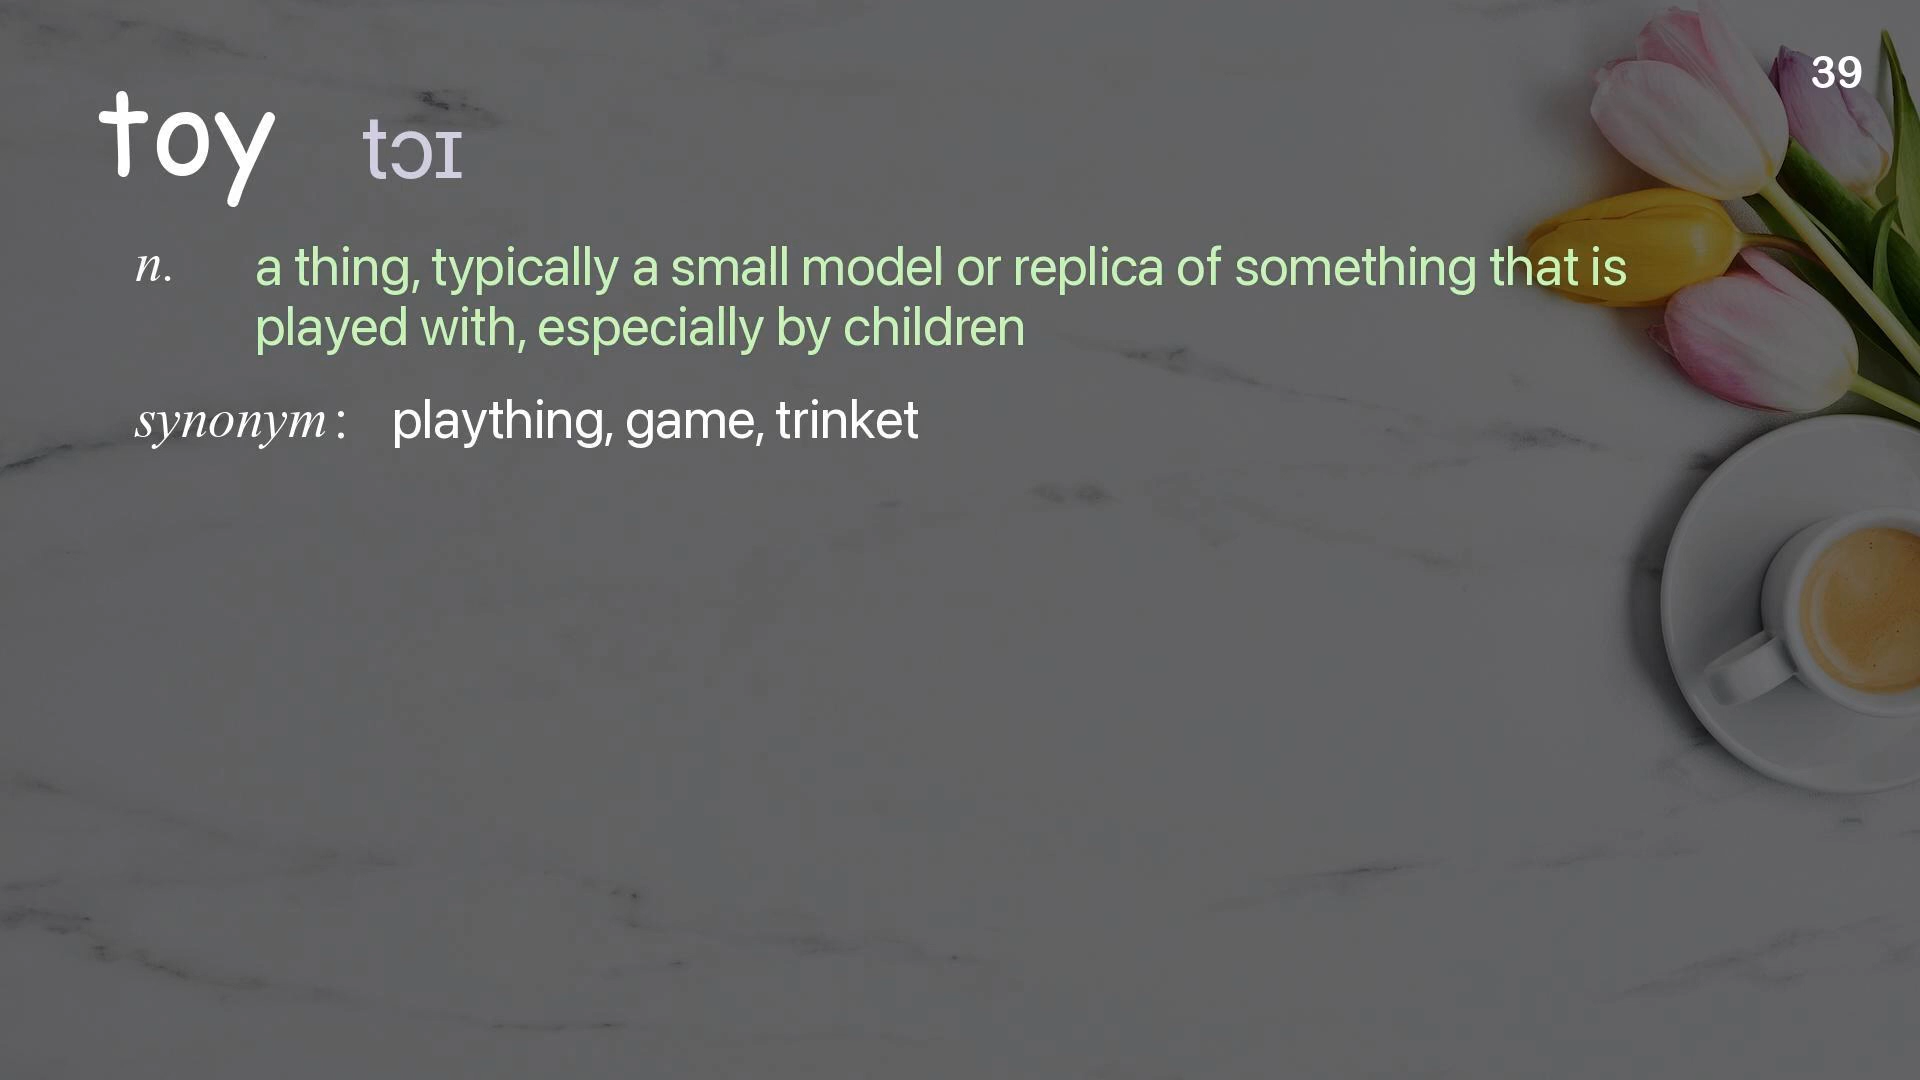 39
toy tɔɪ
n. a thing, typically a small model or replica of something that is
played with, especially by children
synonym: plaything, game, trinket